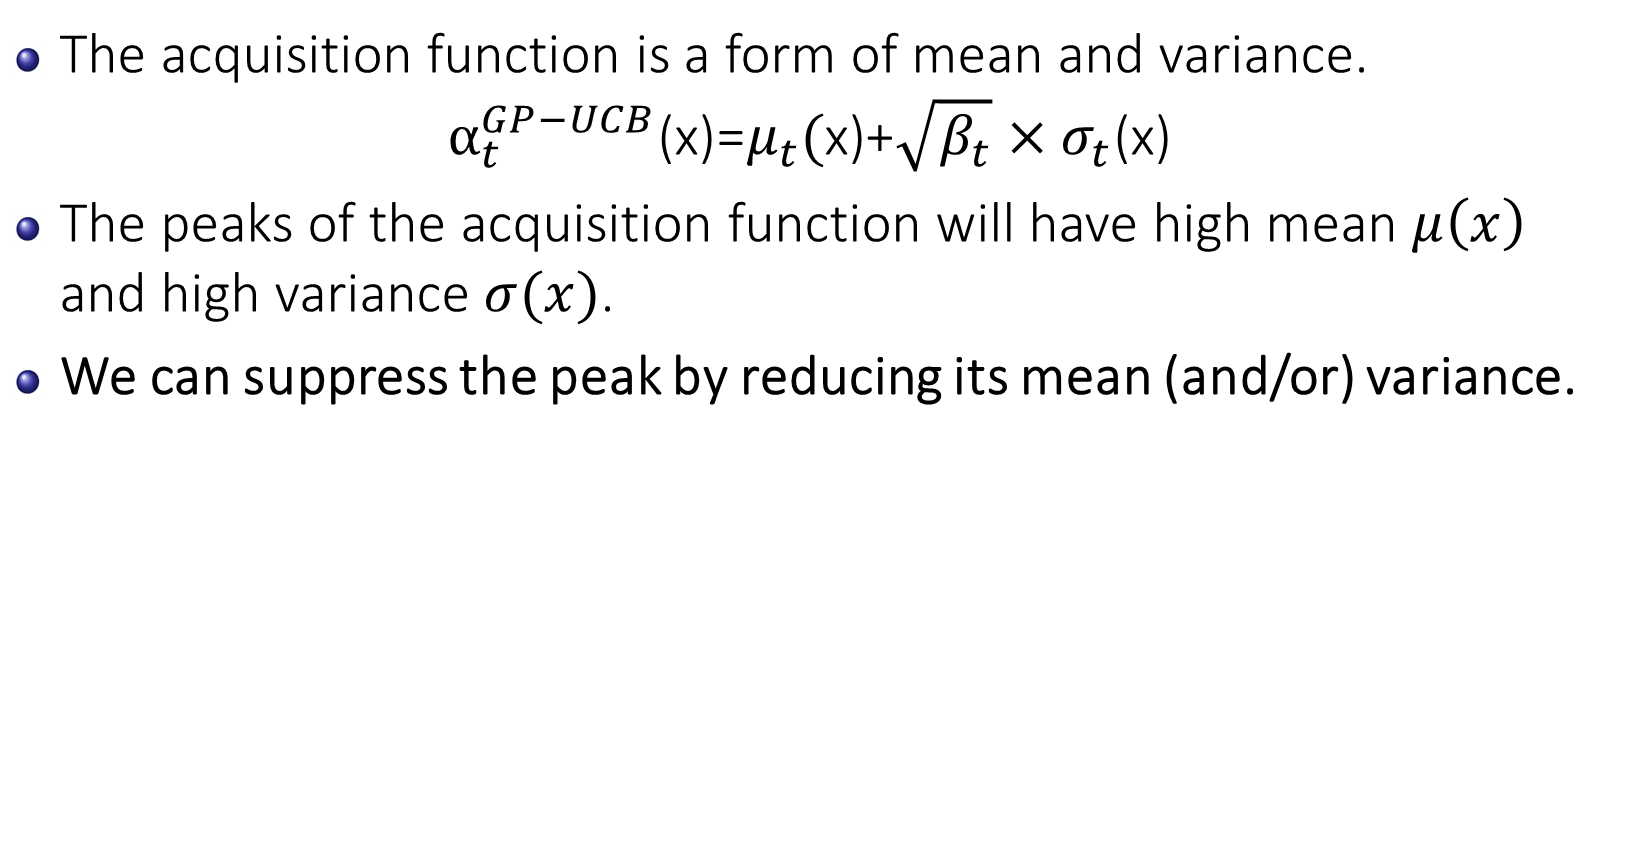 The acquisition function is a form of mean and variance.
α_t^{GP−UCB}(x)=μ_t(x)+√β_t × σ_t(x)
The peaks of the acquisition function will have high mean μ(x)
and high variance σ(x).
We can suppress the peak by reducing its mean (and/or) variance.